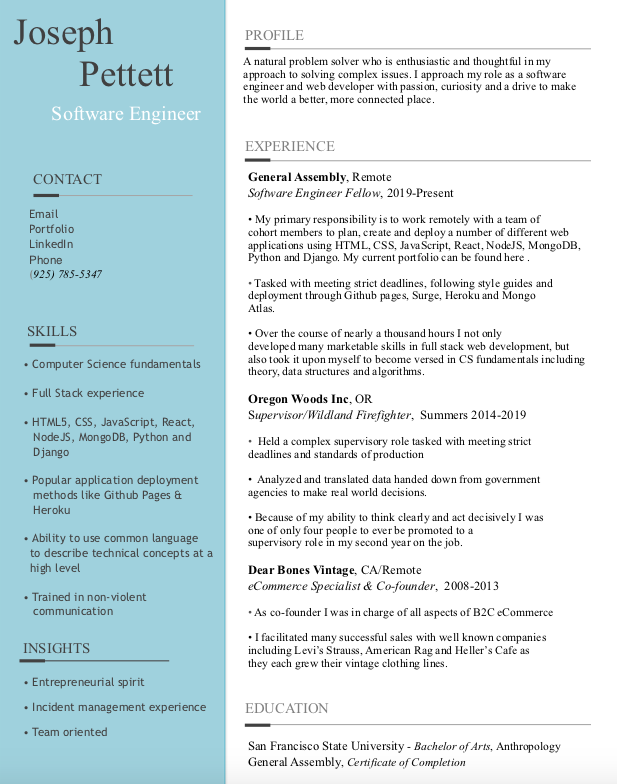 Joseph
Pettett
Software Engineer
CONTACT
Email
Portfolio
LinkedIn
Phone
(925) 785-5347
SKILLS
• Computer Science fundamentals
• Full Stack experience
• HTML5, CSS, JavaScript, React,
NodeJS, MongoDB, Python and
Django
• Popular application deployment
methods like Github Pages &
Heroku
• Ability to use common language
to describe technical concepts at a
high level
• Trained in non-violent
communication
INSIGHTS
• Entrepreneurial spirit
• Incident management experience
• Team oriented
PROFILE
A natural problem solver who is enthusiastic and thoughtful in my
approach to solving complex issues. I approach my role as a software
engineer and web developer with passion, curiosity and a drive to make
the world a better, more connected place.
EXPERIENCE
General Assembly, Remote
Software Engineer Fellow, 2019-Present
• My primary responsibility is to work remotely with a team of
cohort members to plan, create and deploy a number of different web
applications using HTML, CSS, JavaScript, React, NodeJS, MongoDB,
Python and Django. My current portfolio can be found here .
• Tasked with meeting strict deadlines, following style guides and
deployment through Github pages, Surge, Heroku and Mongo
Atlas.
• Over the course of nearly a thousand hours I not only
developed many marketable skills in full stack web development, but
also took it upon myself to become versed in CS fundamentals including
theory, data structures and algorithms.
Oregon Woods Inc, OR
Supervisor/Wildland Firefighter, Summers 2014-2019
• Held a complex supervisory role tasked with meeting strict
deadlines and standards of production
• Analyzed and translated data handed down from government
agencies to make real world decisions.
• Because of my ability to think clearly and act decisively I was
one of only four people to ever be promoted to a
supervisory role in my second year on the job.
Dear Bones Vintage, CA/Remote
eCommerce Specialist & Co-founder, 2008-2013
• As co-founder I was in charge of all aspects of B2C eCommerce
• I facilitated many successful sales with well known companies
including Levi's Strauss, American Rag and Heller's Cafe as
they each grew their vintage clothing lines.
EDUCATION
San Francisco State University - Bachelor of Arts, Anthropology
General Assembly, Certificate of Completion